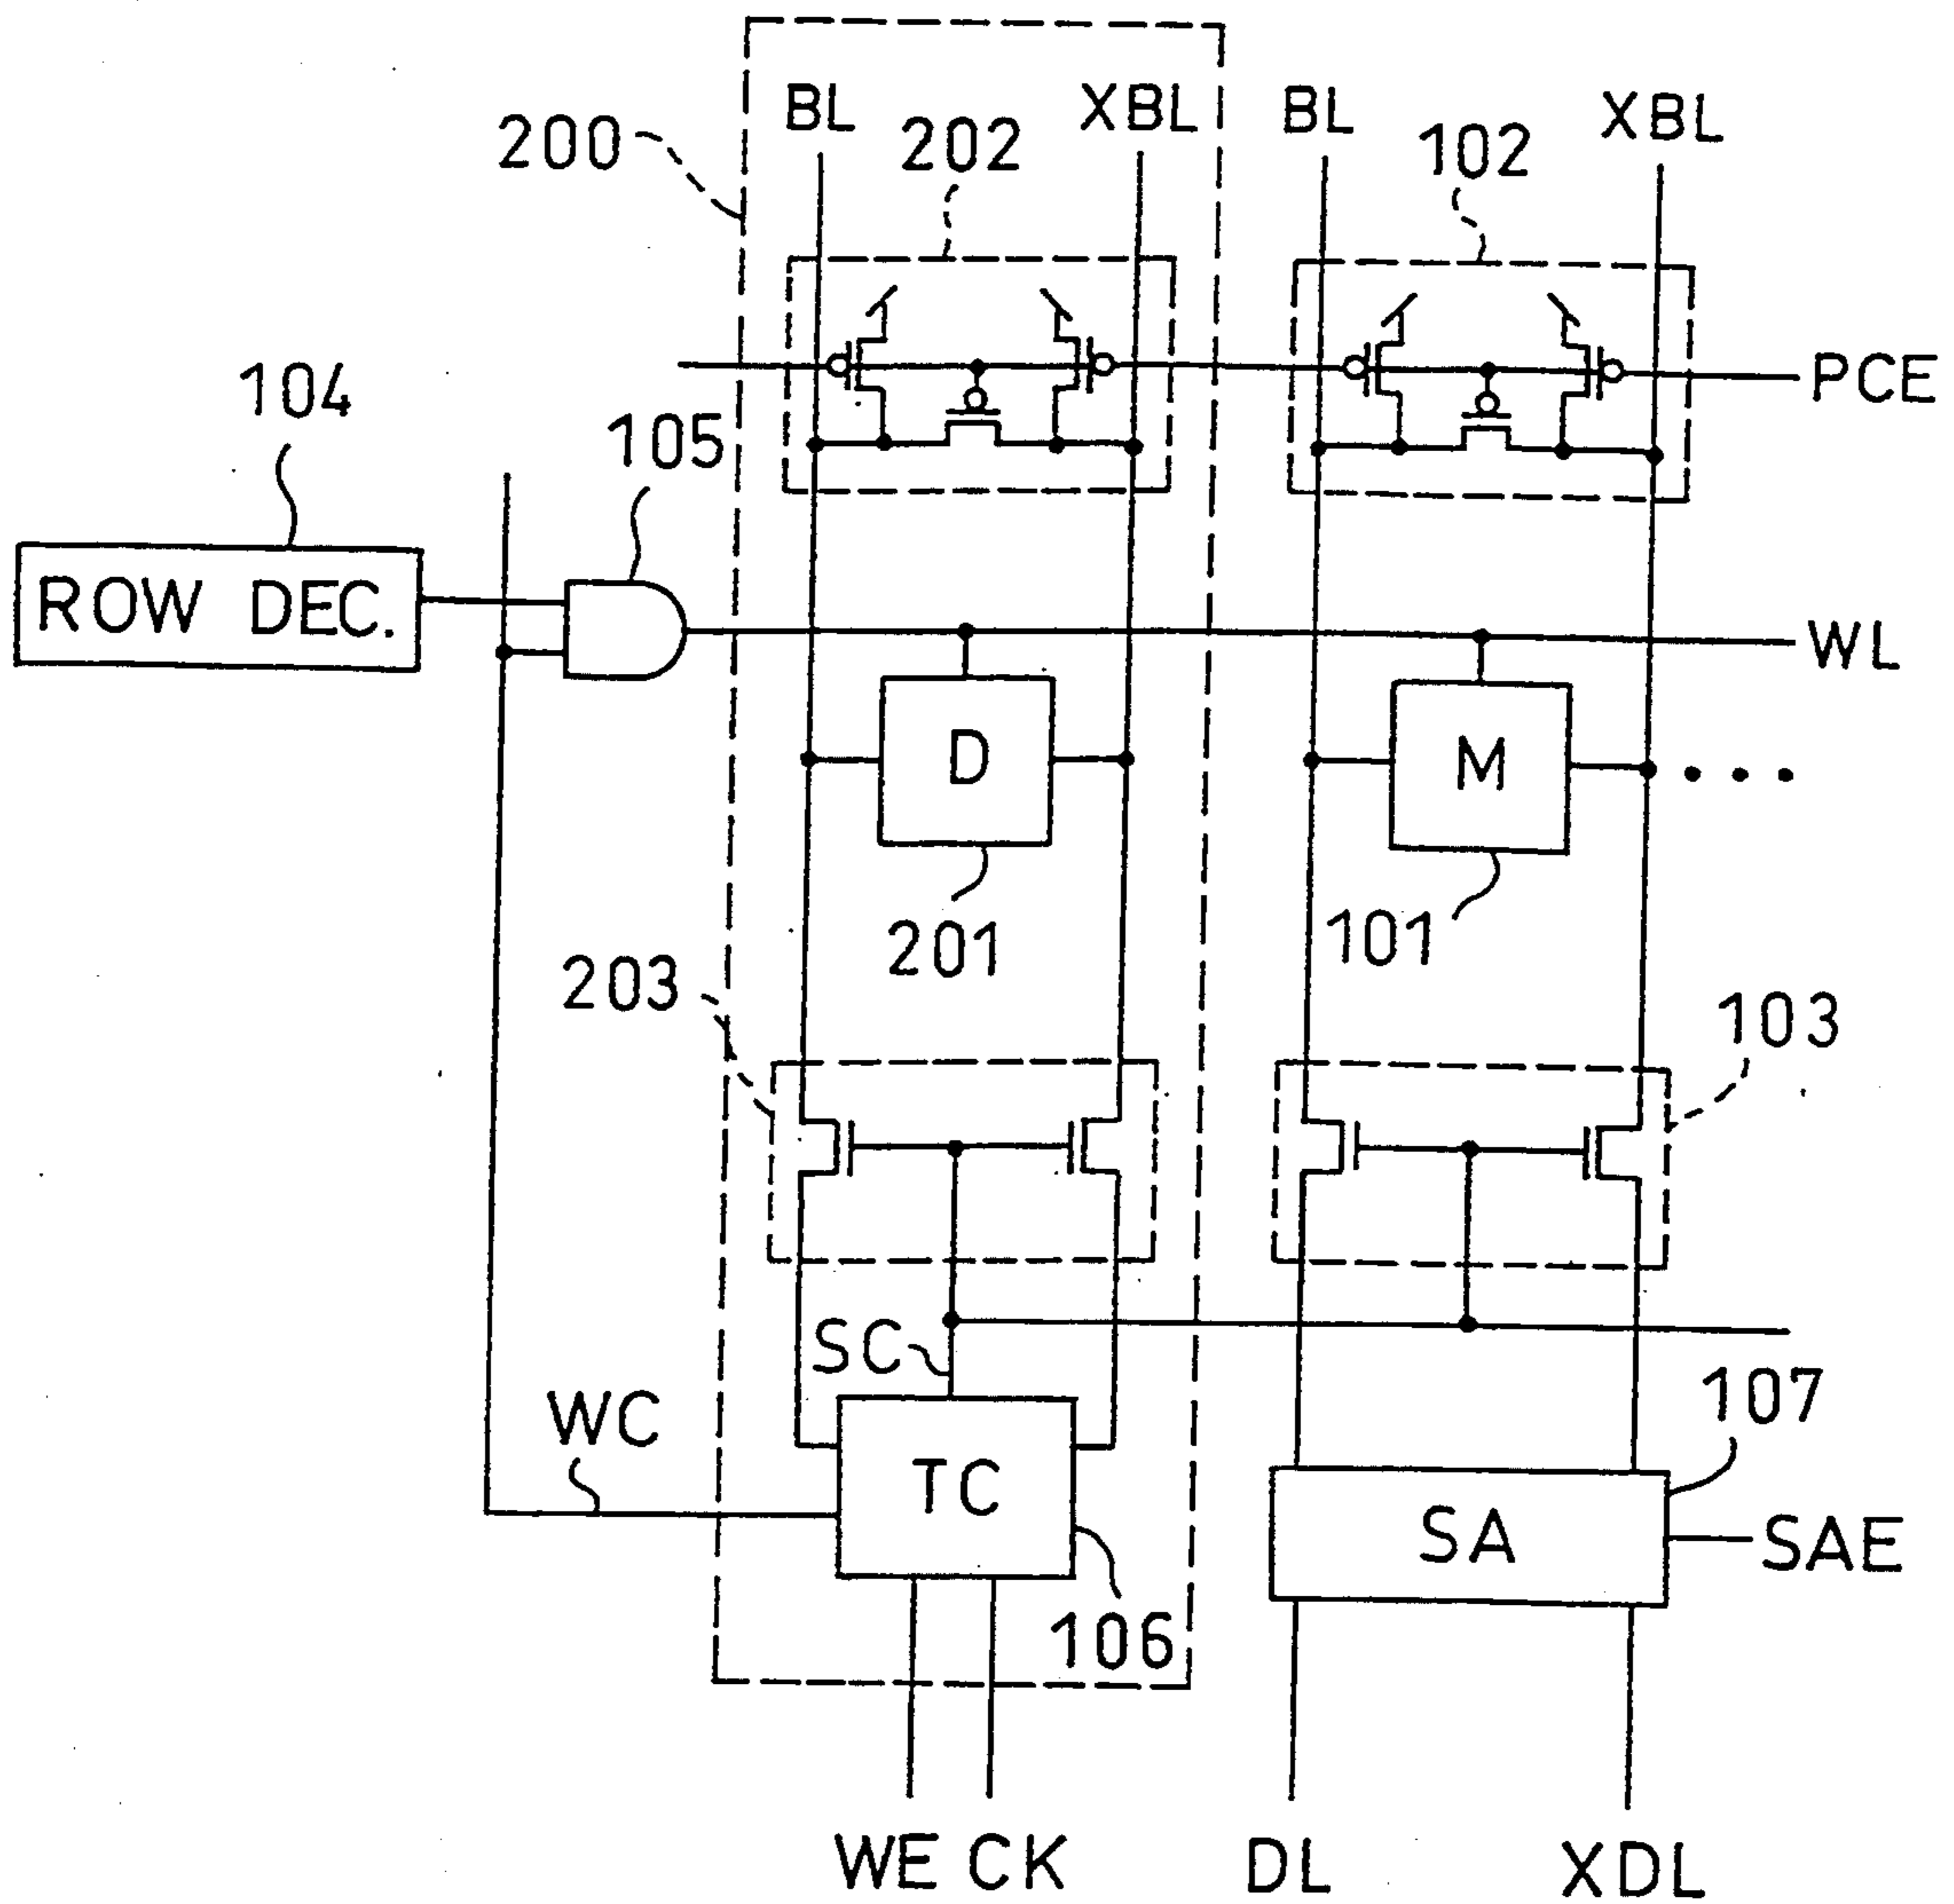 BL XBL BL XBL
200 202 102
PCE
104
105
ROW DEC.
WL
D
M
201
101
203
103
SC
107
WC
TC
SA
SAE
106
WE CK DL XDL